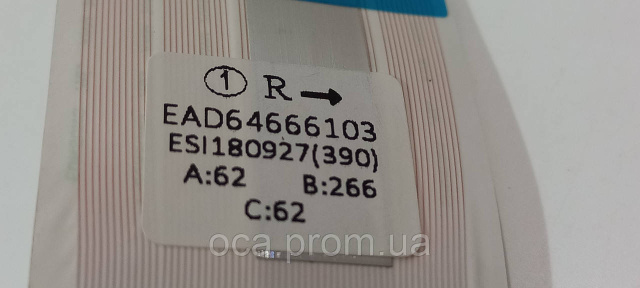 ① R →
EAD64666103
ESI180927(390)
A:62 B:266
C:62
oca.prom.ua